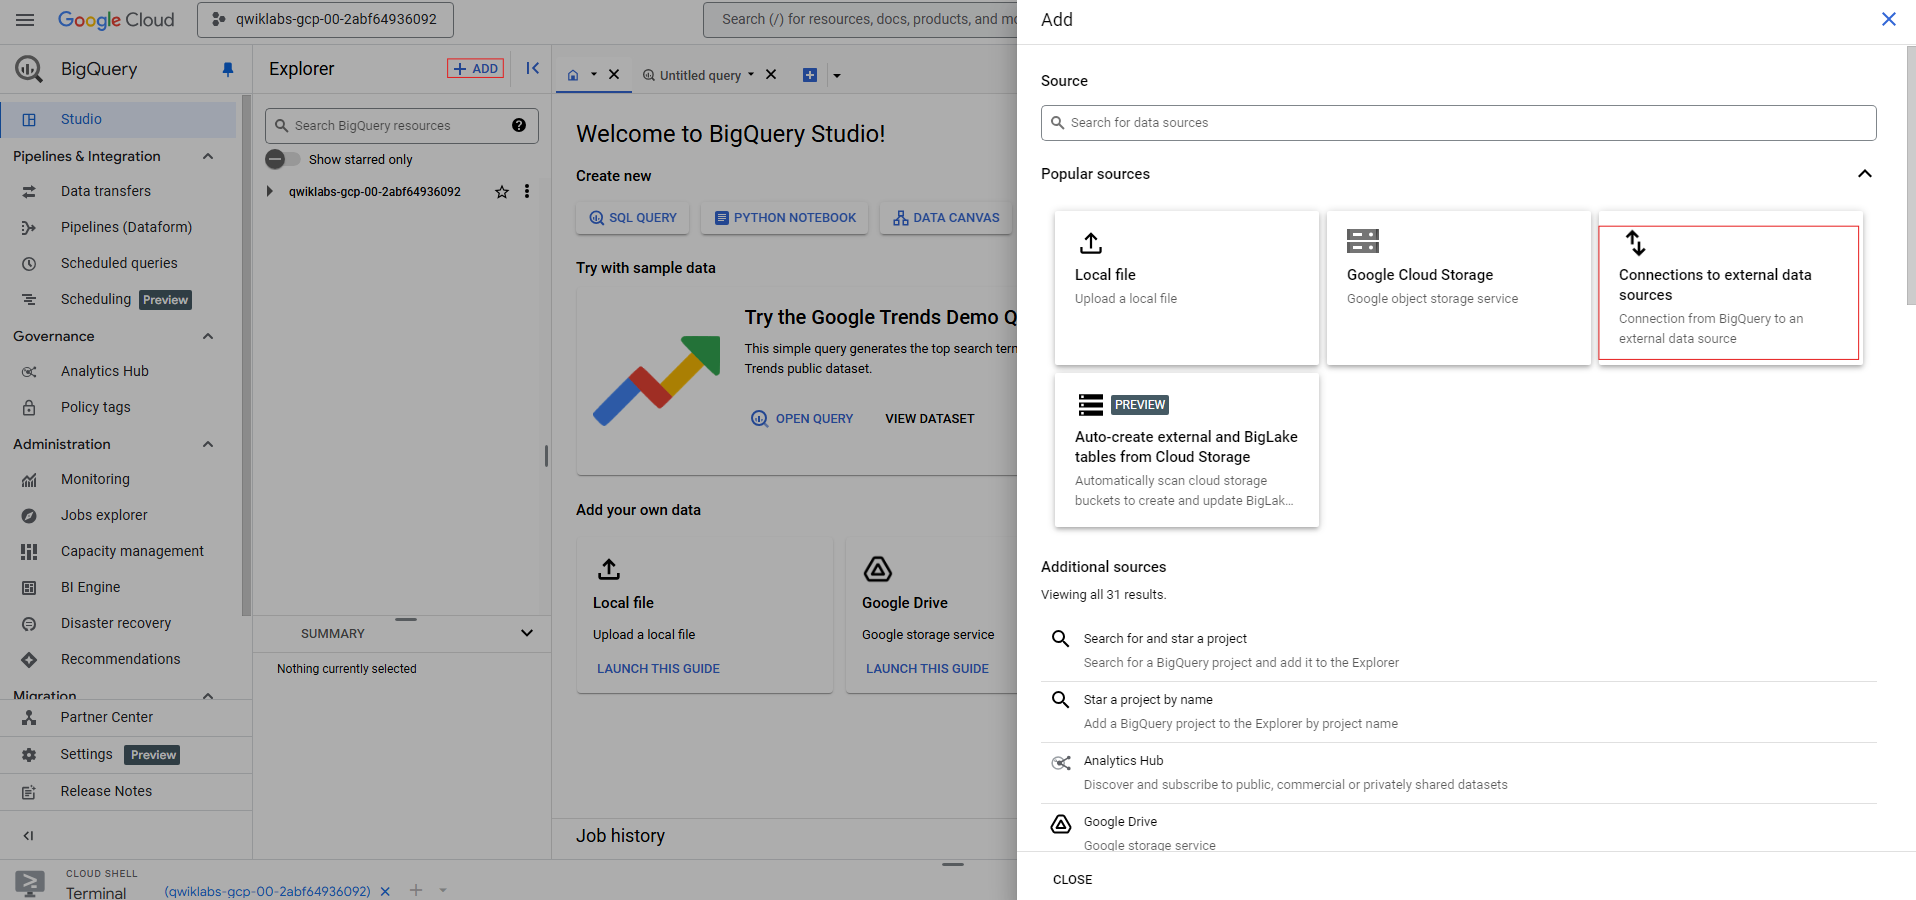 Google Cloud
qwiklabs-gcp-00-2abf64936092
Search (/) for resources, docs, products, and mo
BigQuery
Studio
Pipelines & Integration
Data transfers
Pipelines (Dataform)
Scheduled queries
Scheduling Preview
Governance
Analytics Hub
Policy tags
Administration
Monitoring
Jobs explorer
Capacity management
BI Engine
Disaster recovery
Recommendations
Migration
Partner Center
Settings Preview
Release Notes
Explorer
+ ADD
Search BigQuery resources
Show starred only
qwiklabs-gcp-00-2abf64936092
SUMMARY
Nothing currently selected
Untitled query
Welcome to BigQuery Studio!
Create new
SQL QUERY
PYTHON NOTEBOOK
DATA CANVAS
Try with sample data
Try the Google Trends Demo Q
This simple query generates the top search term
Trends public dataset.
OPEN QUERY
VIEW DATASET
Add your own data
Local file
Upload a local file
LAUNCH THIS GUIDE
Google Drive
Google storage service
LAUNCH THIS GUIDE
Job history
CLOUD SHELL
Terminal
(qwiklabs-gcp-00-2abf64936092)
Add
Source
Search for data sources
Popular sources
Local file
Upload a local file
Google Cloud Storage
Google object storage service
Connections to external data
sources
Connection from BigQuery to an
external data source
PREVIEW
Auto-create external and BigLake
tables from Cloud Storage
Automatically scan cloud storage
buckets to create and update BigLak...
Additional sources
Viewing all 31 results.
Search for and star a project
Search for a BigQuery project and add it to the Explorer
Star a project by name
Add a BigQuery project to the Explorer by project name
Analytics Hub
Discover and subscribe to public, commercial or privately shared datasets
Google Drive
Google storage service
CLOSE